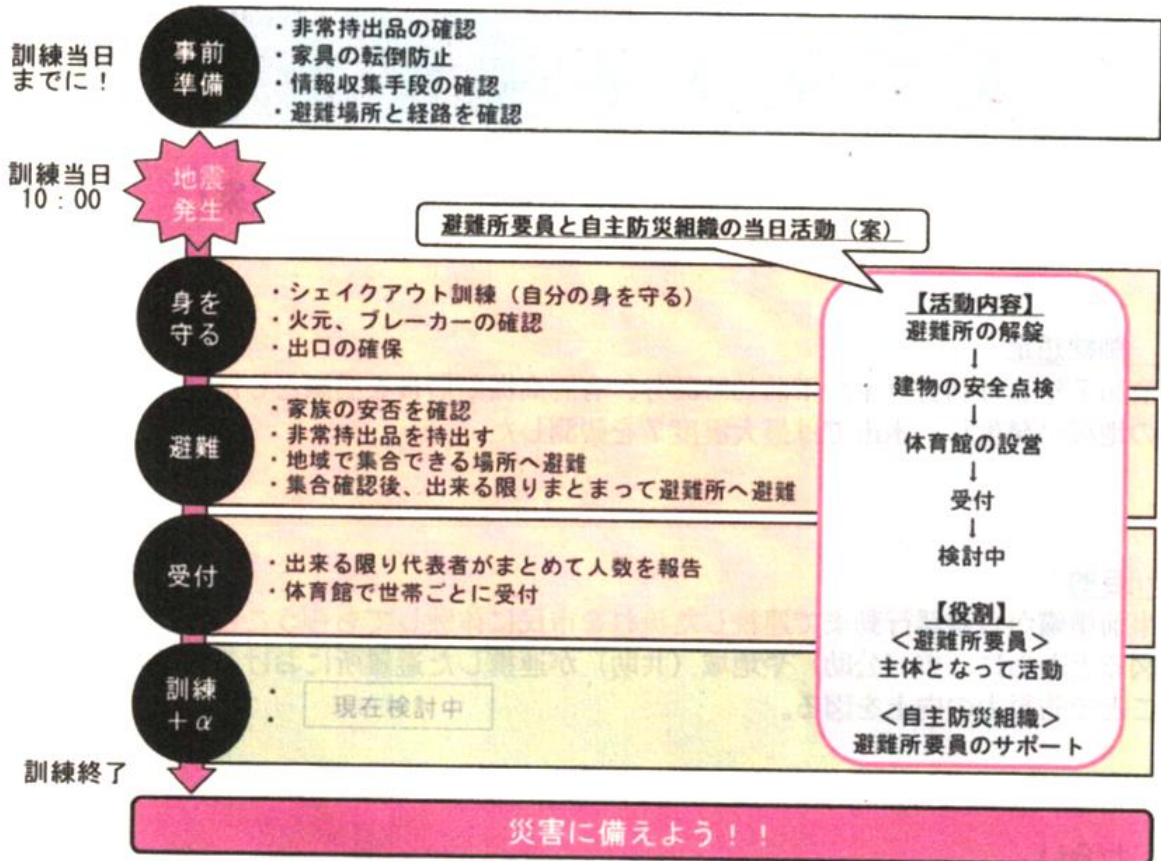 訓練当日
までに！
事前
準備
・非常持出品の確認
・家具の転倒防止
・情報収集手段の確認
・避難場所と経路を確認
訓練当日
10：00
地震
発生
避難所要員と自主防災組織の当日活動（案）
身を
守る
・シェイクアウト訓練（自分の身を守る）
・火元、ブレーカーの確認
・出口の確保
避難
・家族の安否を確認
・非常持出品を持出す
・地域で集合できる場所へ避難
・集合確認後、出来る限りまとまって避難所へ避難
受付
・出来る限り代表者がまとめて人数を報告
・体育館で世帯ごとに受付
訓練
＋α
・
・
現在検討中
【活動内容】
避難所の解錠
↓
建物の安全点検
↓
体育館の設営
↓
受付
↓
検討中
【役割】
＜避難所要員＞
主体となって活動
＜自主防災組織＞
避難所要員のサポート
訓練終了
災害に備えよう！！